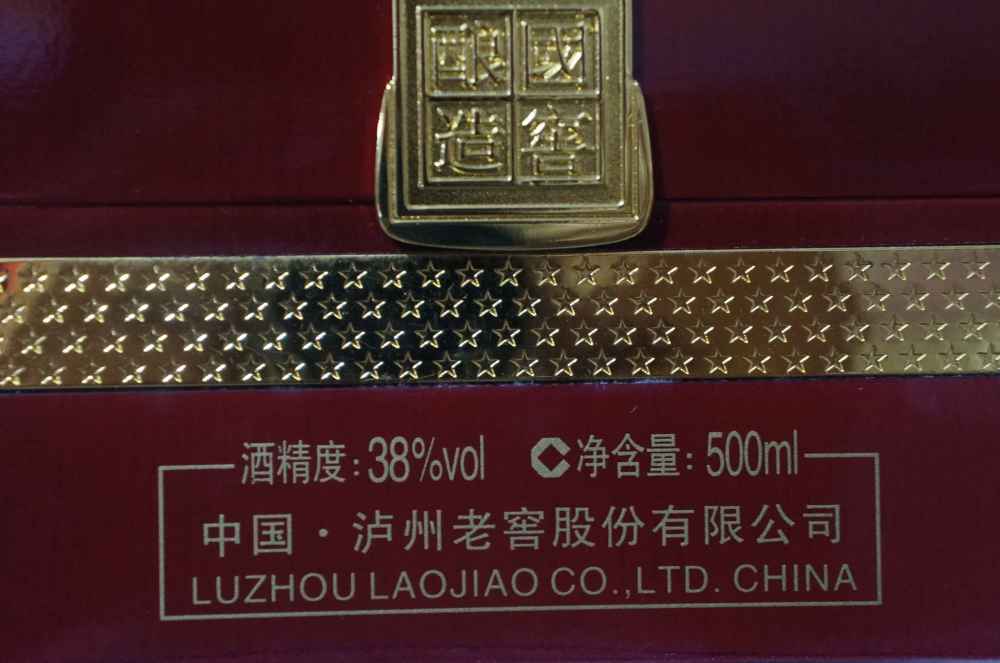 國窖
釀造
酒精度:38%vol 净含量:500ml
中国·泸州老窖股份有限公司
LUZHOU LAOJIAO CO.,LTD. CHINA